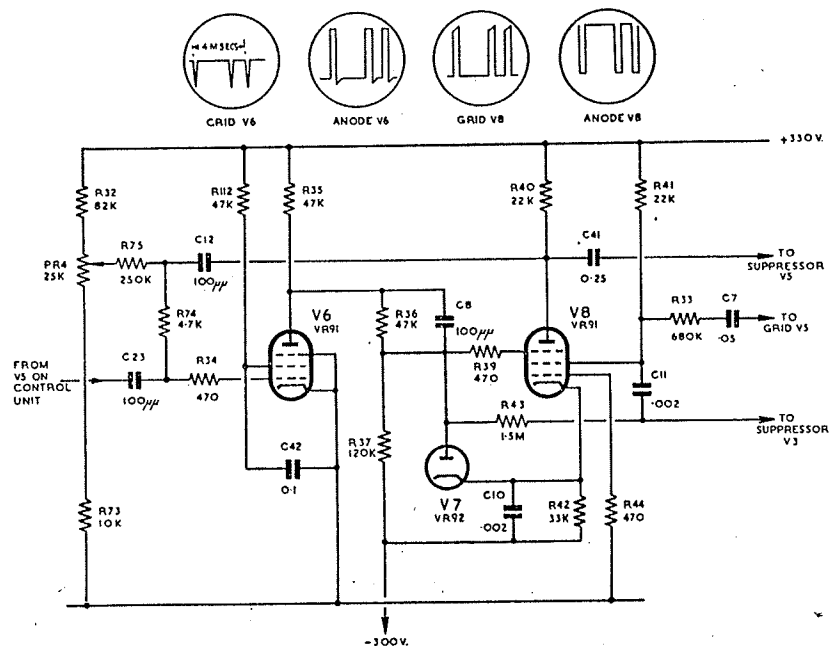 4 M SECS
GRID V6
ANODE V6
GRID V8
ANODE V8
+330V.
R32
82K
R112
47K
R35
47K
R40
22K
R41
22K
PR4
25K
R75
250K
C12
100μμ
C41
0·25
TO
SUPPRESSOR
V5
R74
4·7K
V6
VR91
R36
47K
C8
100μμ
V8
VR91
R33
680K
C7
·05
TO
GRID V5
FROM
V5 ON
CONTROL
UNIT
C23
100μμ
R34
470
R39
470
C11
·002
R43
1·5M
TO
SUPPRESSOR
V3
C42
0·1
R37
120K
V7
VR92
C10
·002
R42
33K
R44
470
R73
10K
-300V.